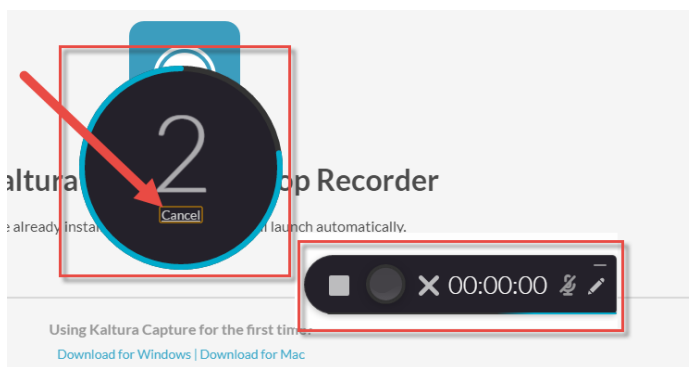 2
altura op Recorder
Cancel
already instal launch automatically.
00:00:00
Using Kaltura Capture for the first time:
Download for Windows | Download for Mac